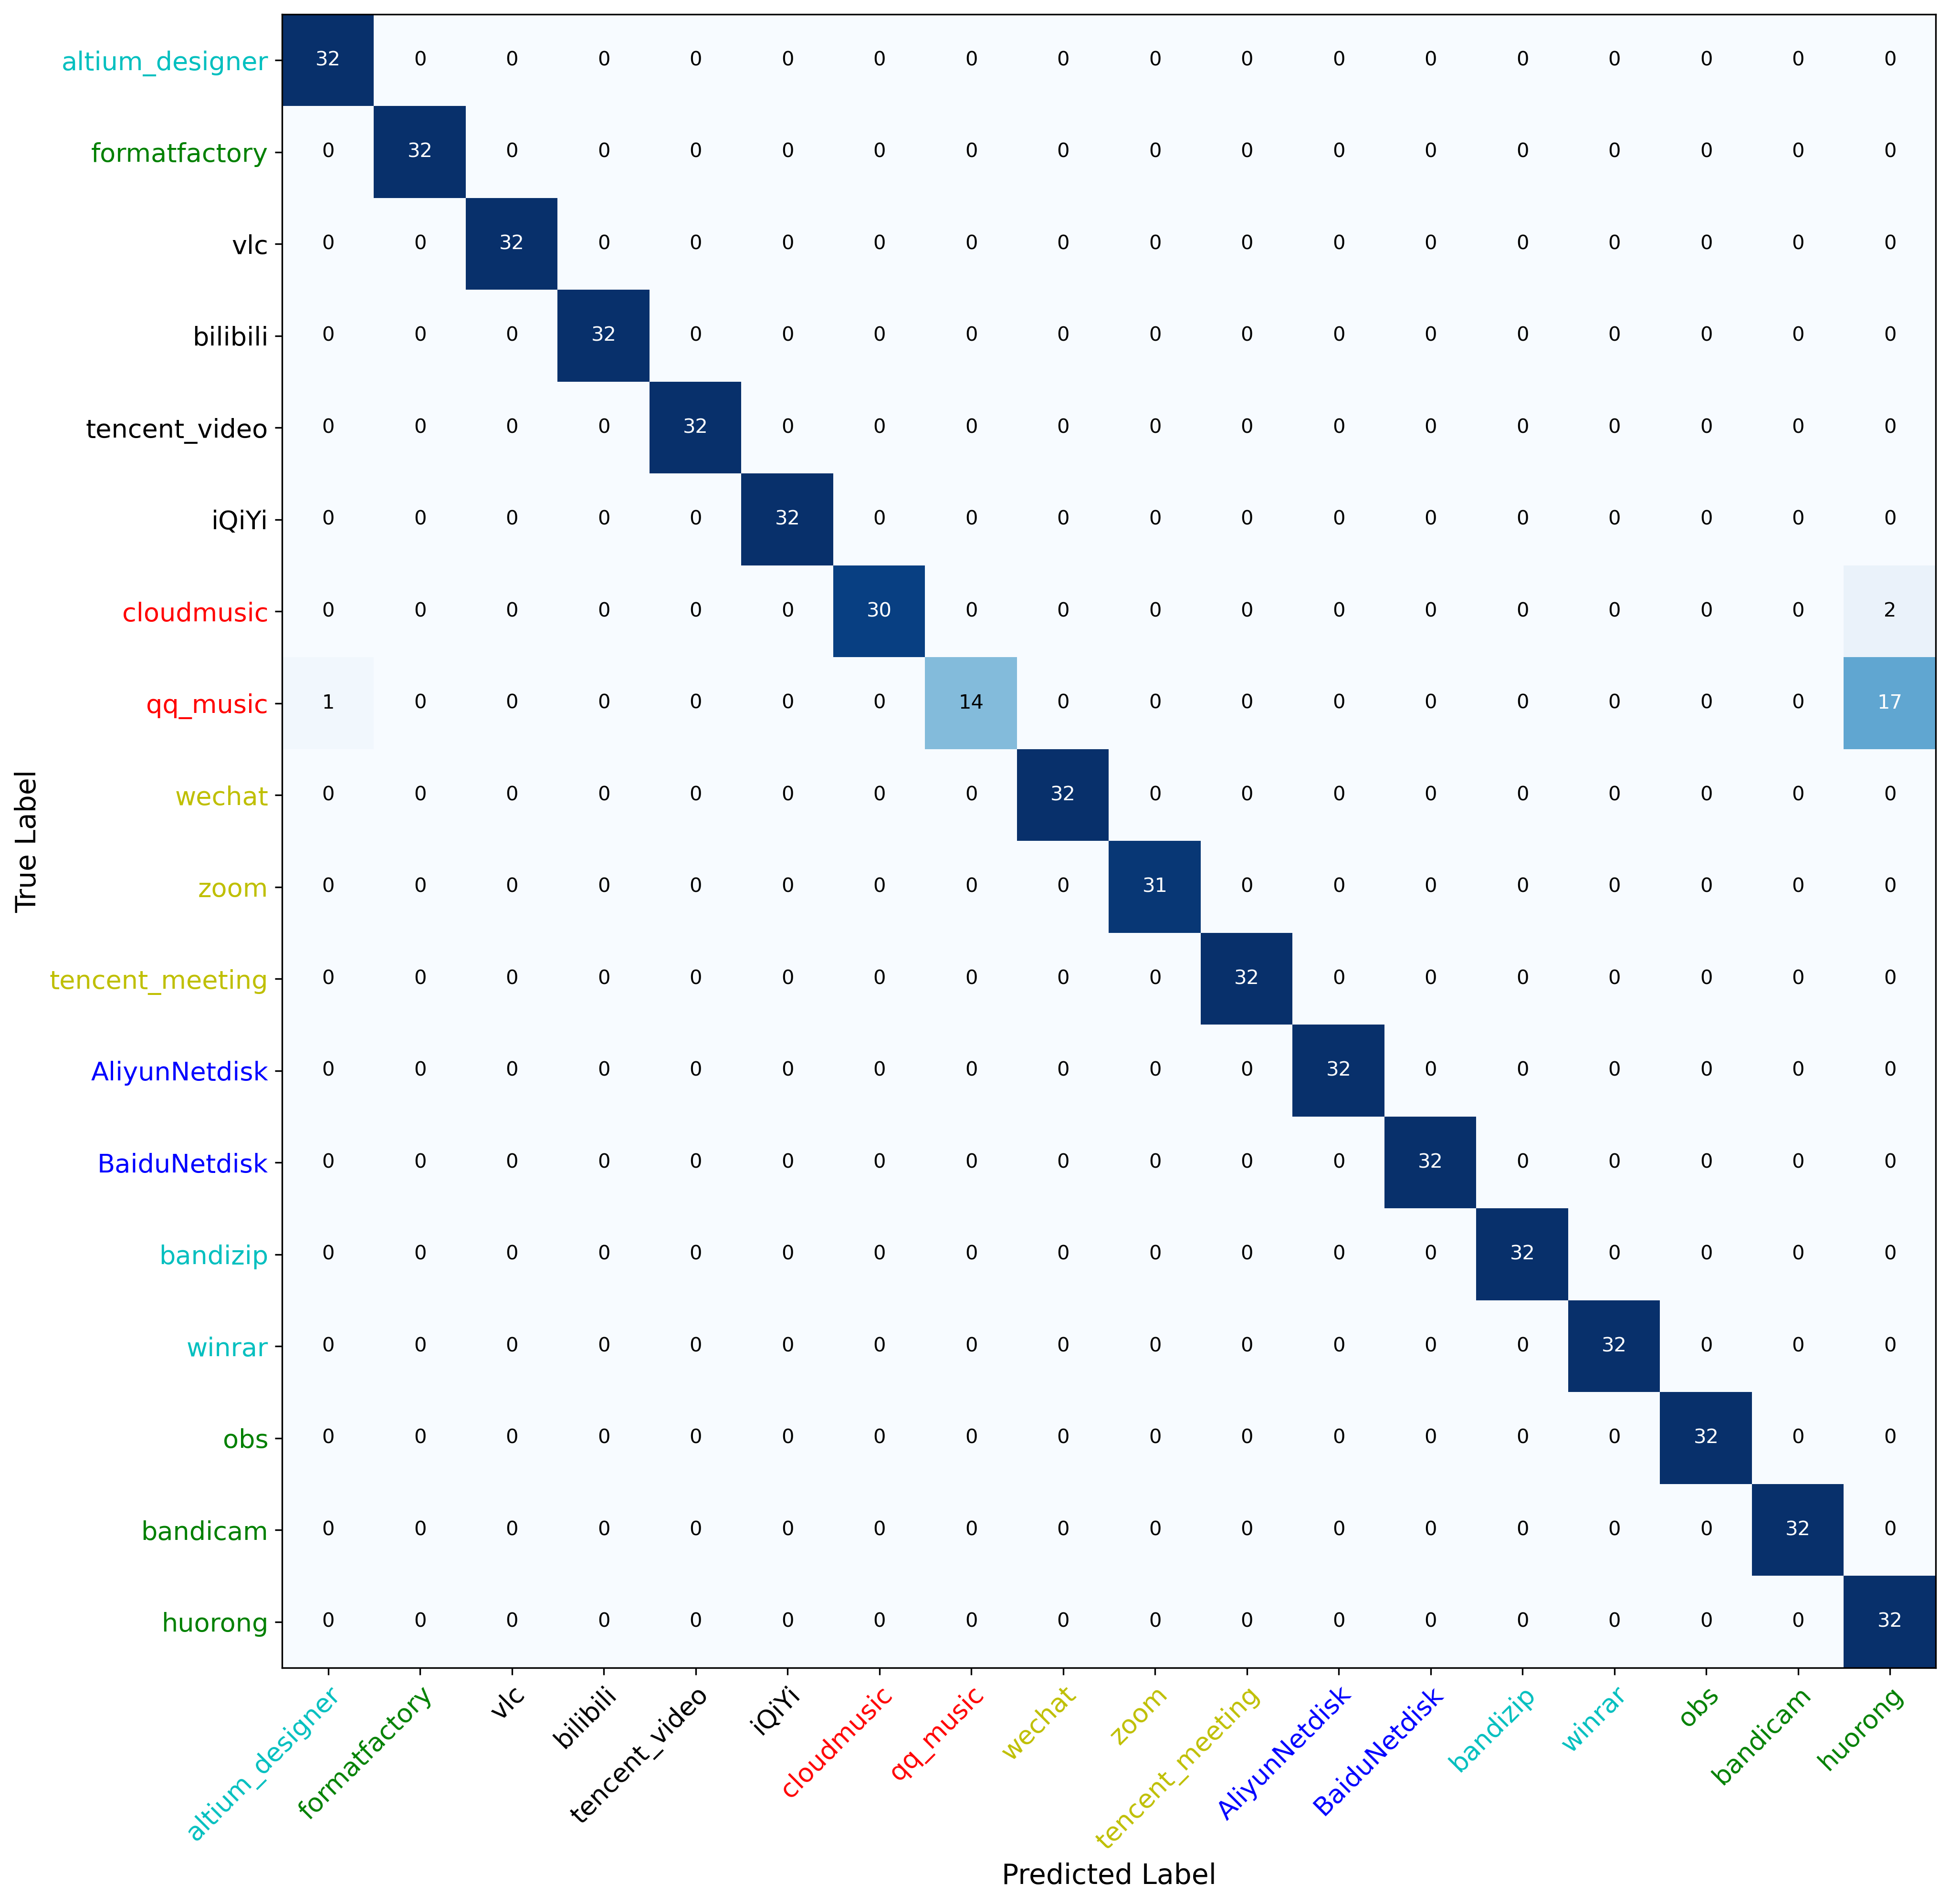 altium_designer 32 0 0 0 0 0 0 0 0 0 0 0 0 0 0 0 0 0
formatfactory 0 32 0 0 0 0 0 0 0 0 0 0 0 0 0 0 0 0
vlc 0 0 32 0 0 0 0 0 0 0 0 0 0 0 0 0 0 0
bilibili 0 0 0 32 0 0 0 0 0 0 0 0 0 0 0 0 0 0
tencent_video 0 0 0 0 32 0 0 0 0 0 0 0 0 0 0 0 0 0
iQiYi 0 0 0 0 0 32 0 0 0 0 0 0 0 0 0 0 0 0
cloudmusic 0 0 0 0 0 0 30 0 0 0 0 0 0 0 0 0 0 2
qq_music 1 0 0 0 0 0 0 14 0 0 0 0 0 0 0 0 0 17
wechat 0 0 0 0 0 0 0 0 32 0 0 0 0 0 0 0 0 0
zoom 0 0 0 0 0 0 0 0 0 31 0 0 0 0 0 0 0 0
tencent_meeting 0 0 0 0 0 0 0 0 0 0 32 0 0 0 0 0 0 0
AliyunNetdisk 0 0 0 0 0 0 0 0 0 0 0 32 0 0 0 0 0 0
BaiduNetdisk 0 0 0 0 0 0 0 0 0 0 0 0 32 0 0 0 0 0
bandizip 0 0 0 0 0 0 0 0 0 0 0 0 0 32 0 0 0 0
winrar 0 0 0 0 0 0 0 0 0 0 0 0 0 0 32 0 0 0
obs 0 0 0 0 0 0 0 0 0 0 0 0 0 0 0 32 0 0
bandicam 0 0 0 0 0 0 0 0 0 0 0 0 0 0 0 0 32 0
huorong 0 0 0 0 0 0 0 0 0 0 0 0 0 0 0 0 0 32
True Label
altium_designer formatfactory vlc bilibili tencent_video iQiYi cloudmusic qq_music wechat zoom tencent_meeting AliyunNetdisk BaiduNetdisk bandizip winrar obs bandicam huorong
Predicted Label